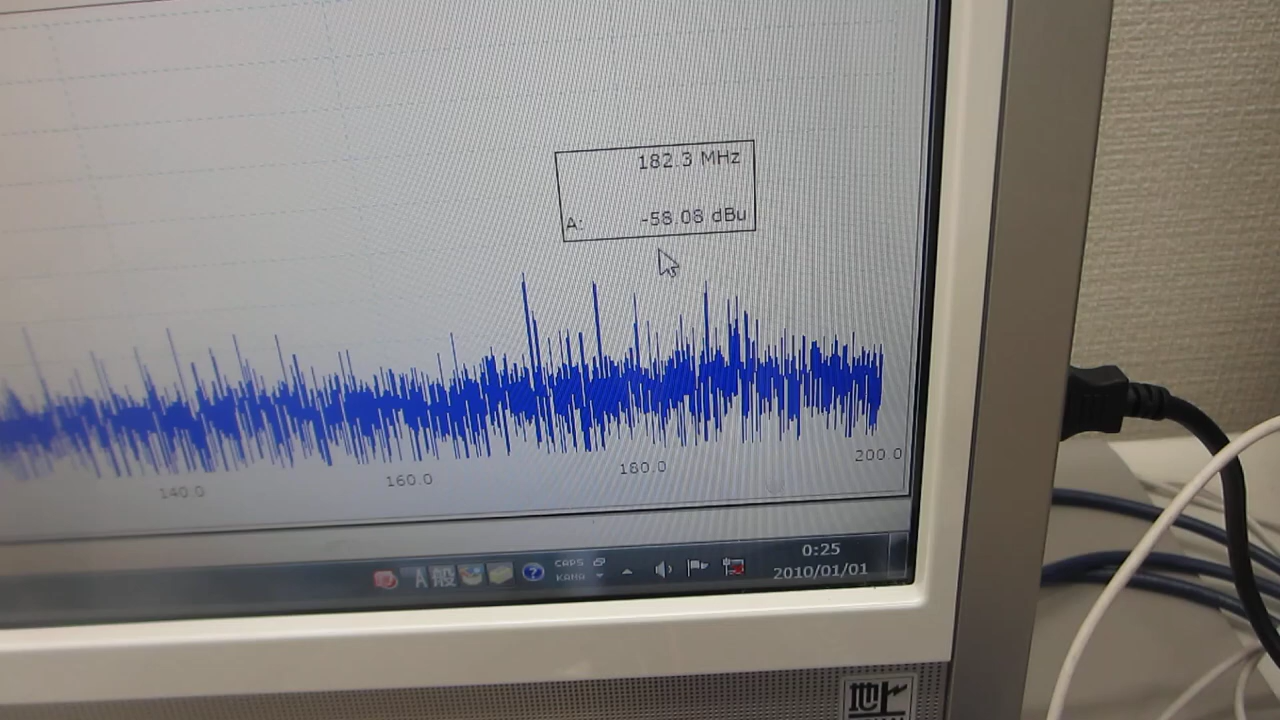 182.3 MHz
A: -58.08 dBu
140.0 160.0 180.0 200.0
A 般 ? CAPS
KANA
0:25
2010/01/01